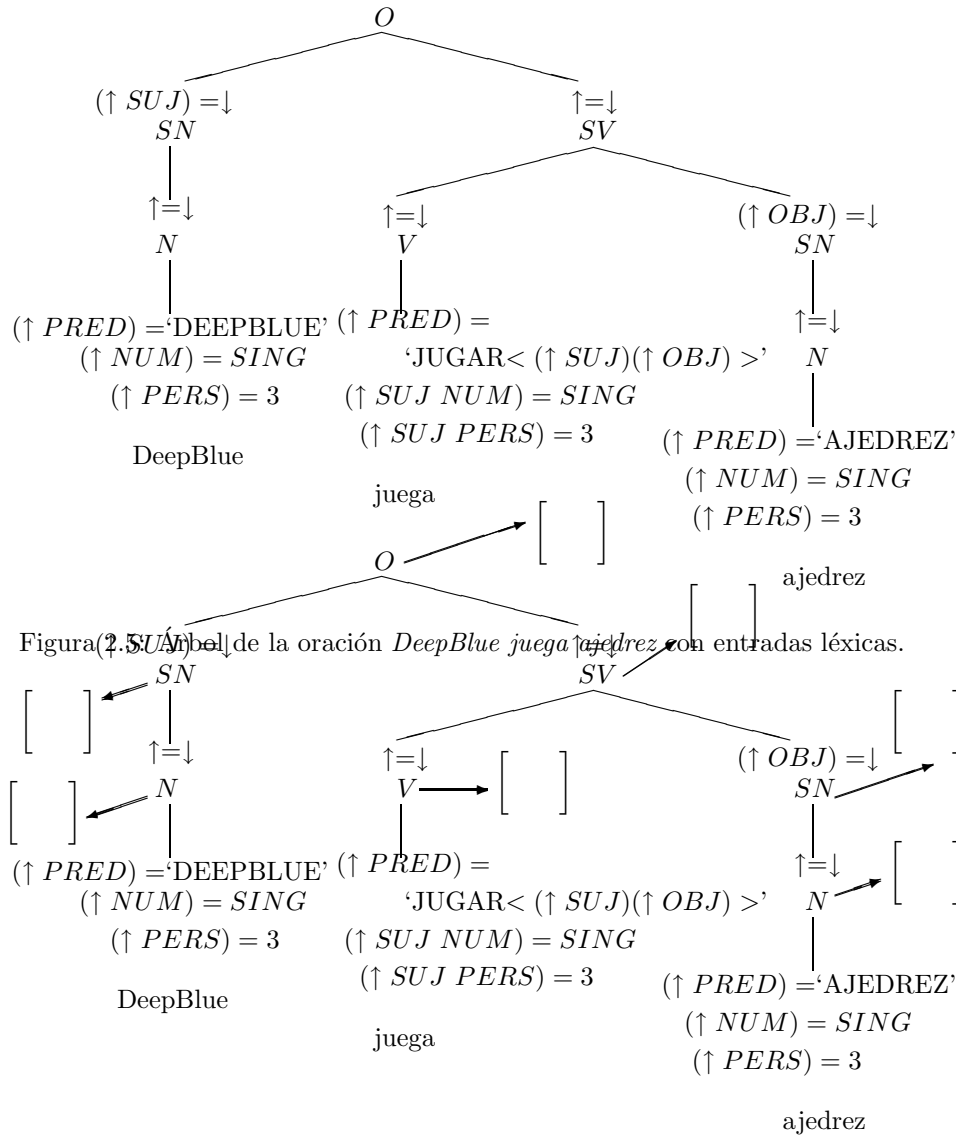 O
(↑ SUJ) =↓ ↑=↓
SN SV
↑=↓ ↑=↓ (↑ OBJ) =↓
N V SN
(↑ PRED) =‘DEEPBLUE’ (↑ PRED) = ↑=↓
(↑ NUM) = SING ‘JUGAR< (↑ SUJ)(↑ OBJ) >’ N
(↑ PERS) = 3 (↑ SUJ NUM) = SING
(↑ SUJ PERS) = 3 (↑ PRED) =‘AJEDREZ’
DeepBlue (↑ NUM) = SING
juega (↑ PERS) = 3
O
ajedrez
Figura 2.5: Árbol de la oración DeepBlue juega ajedrez con entradas léxicas.
(↑ SUJ) =↓ ↑=↓
SN SV
↑=↓ ↑=↓ (↑ OBJ) =↓
N V SN
(↑ PRED) =‘DEEPBLUE’ (↑ PRED) = ↑=↓
(↑ NUM) = SING ‘JUGAR< (↑ SUJ)(↑ OBJ) >’ N
(↑ PERS) = 3 (↑ SUJ NUM) = SING
(↑ SUJ PERS) = 3 (↑ PRED) =‘AJEDREZ’
DeepBlue (↑ NUM) = SING
juega (↑ PERS) = 3
ajedrez